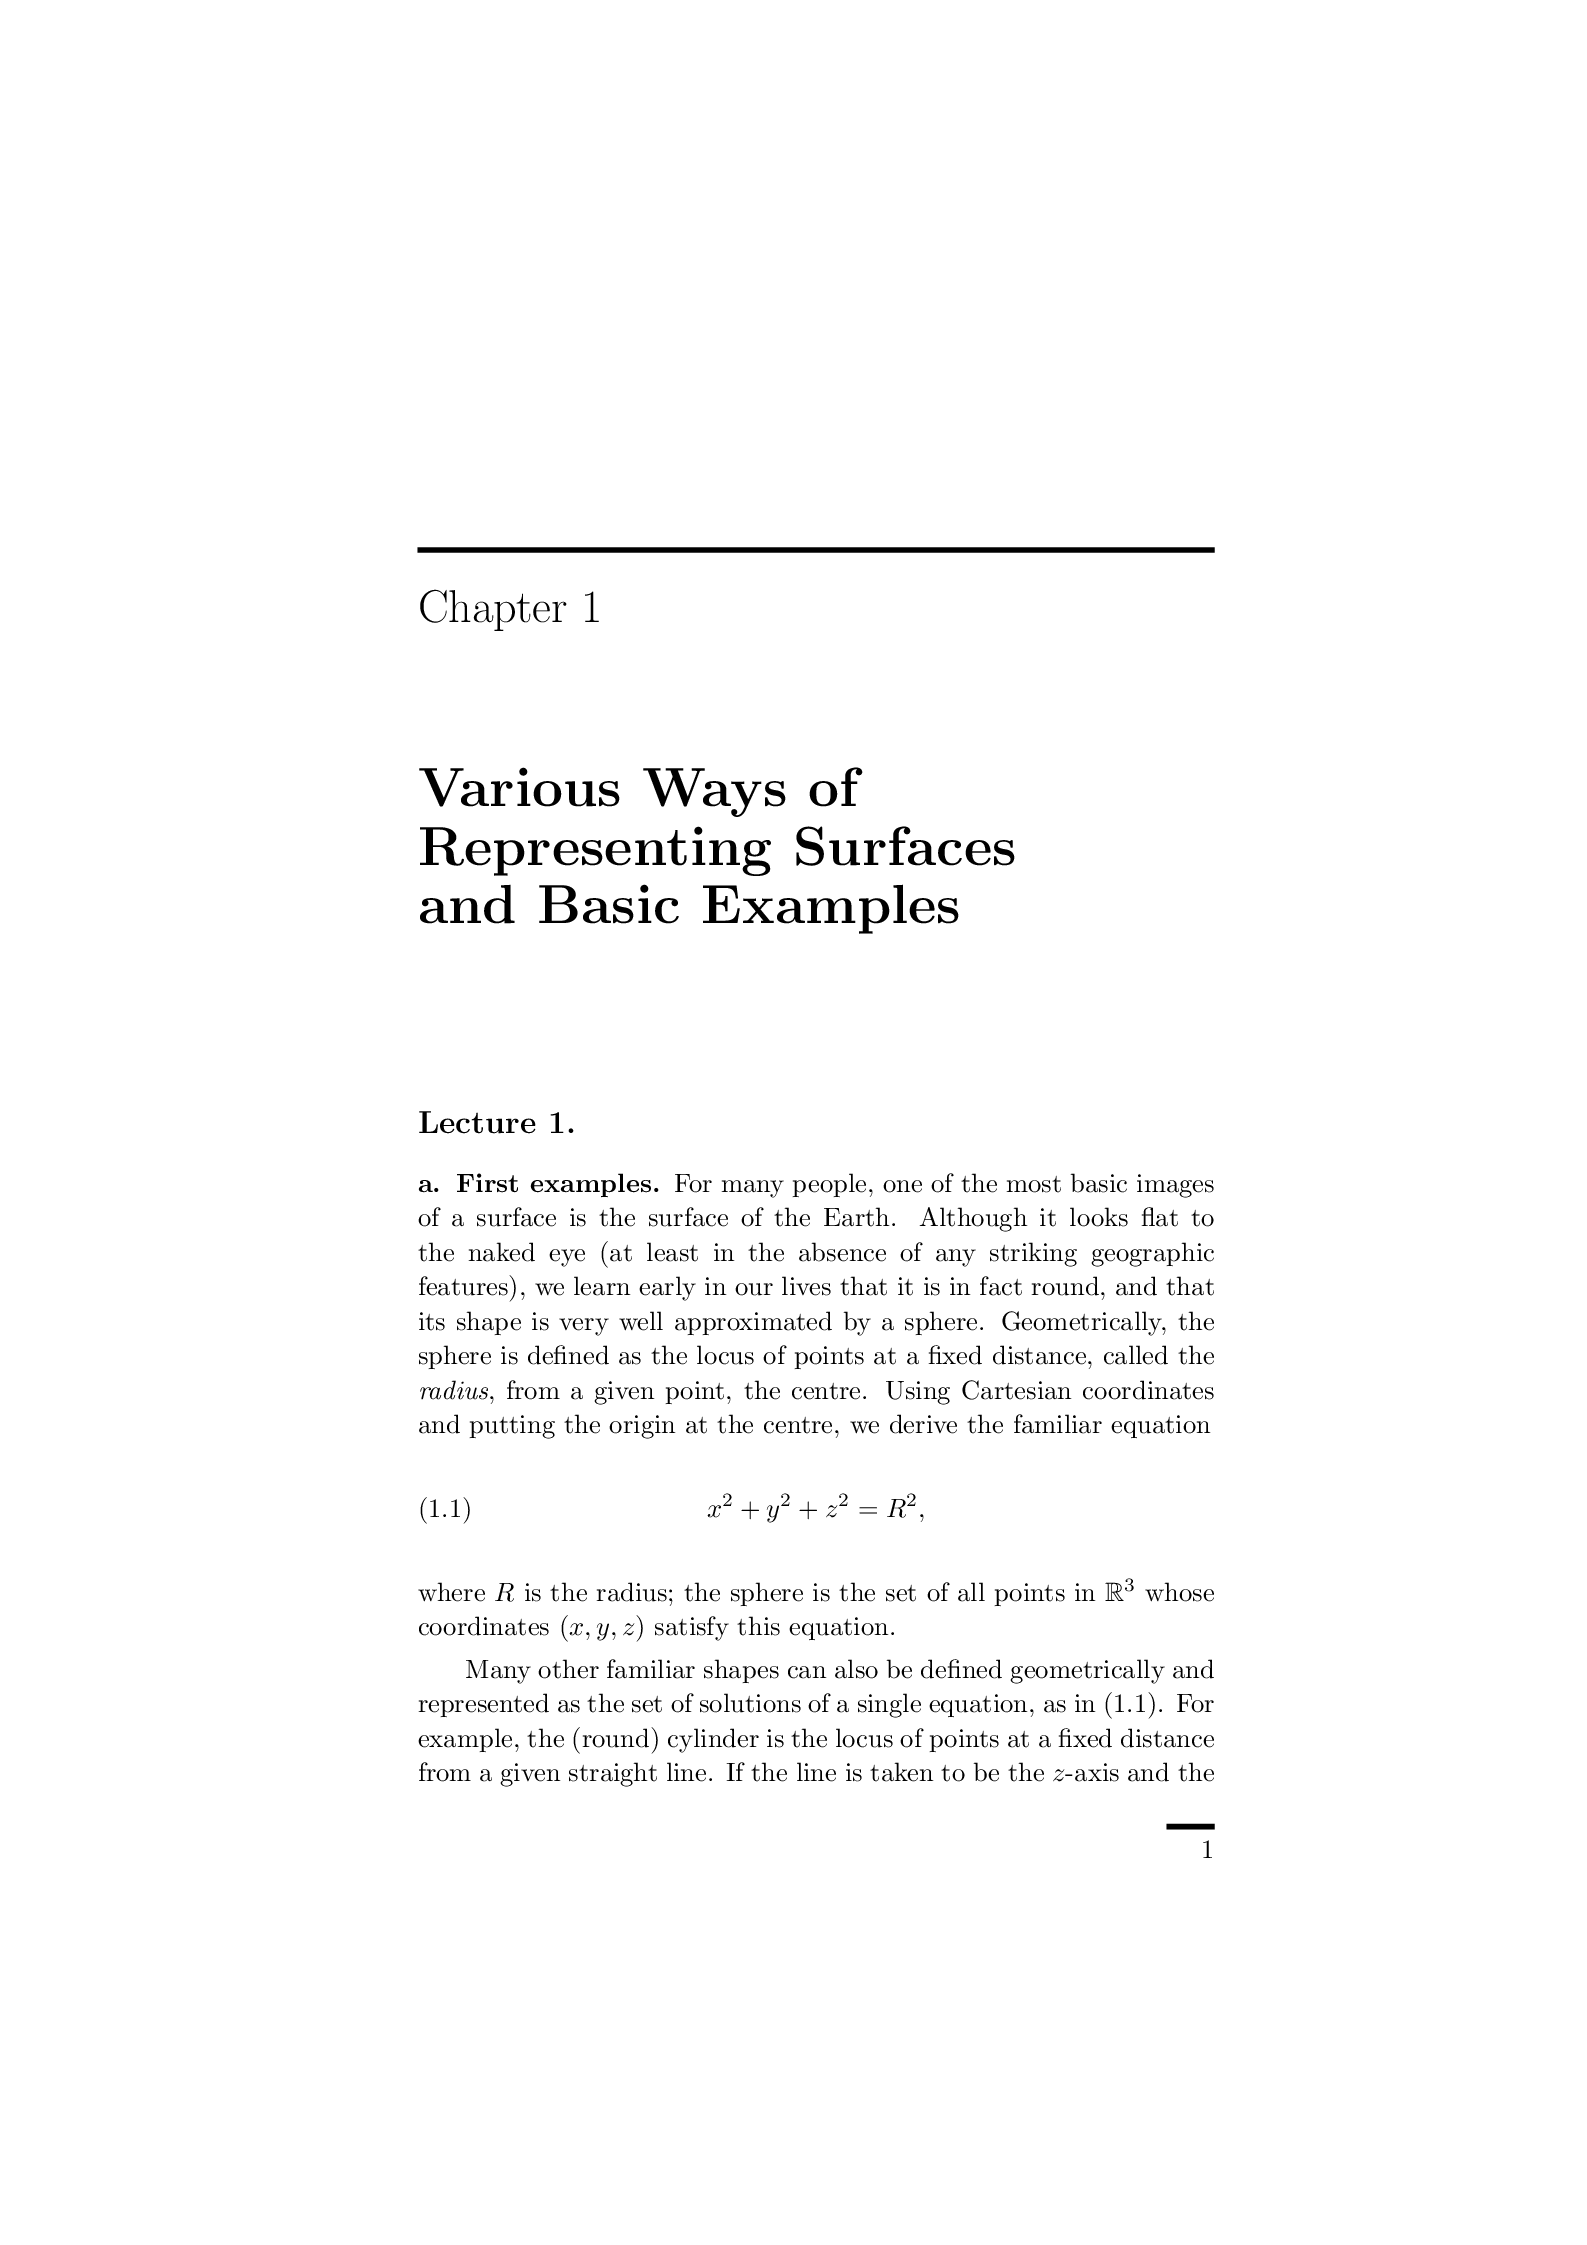 Chapter 1
Various Ways of
Representing Surfaces
and Basic Examples
Lecture 1.
a. First examples. For many people, one of the most basic images
of a surface is the surface of the Earth. Although it looks flat to
the naked eye (at least in the absence of any striking geographic
features), we learn early in our lives that it is in fact round, and that
its shape is very well approximated by a sphere. Geometrically, the
sphere is defined as the locus of points at a fixed distance, called the
radius, from a given point, the centre. Using Cartesian coordinates
and putting the origin at the centre, we derive the familiar equation
(1.1) x² + y² + z² = R²,
where R is the radius; the sphere is the set of all points in ℝ³ whose
coordinates (x, y, z) satisfy this equation.
Many other familiar shapes can also be defined geometrically and
represented as the set of solutions of a single equation, as in (1.1). For
example, the (round) cylinder is the locus of points at a fixed distance
from a given straight line. If the line is taken to be the z-axis and the
1